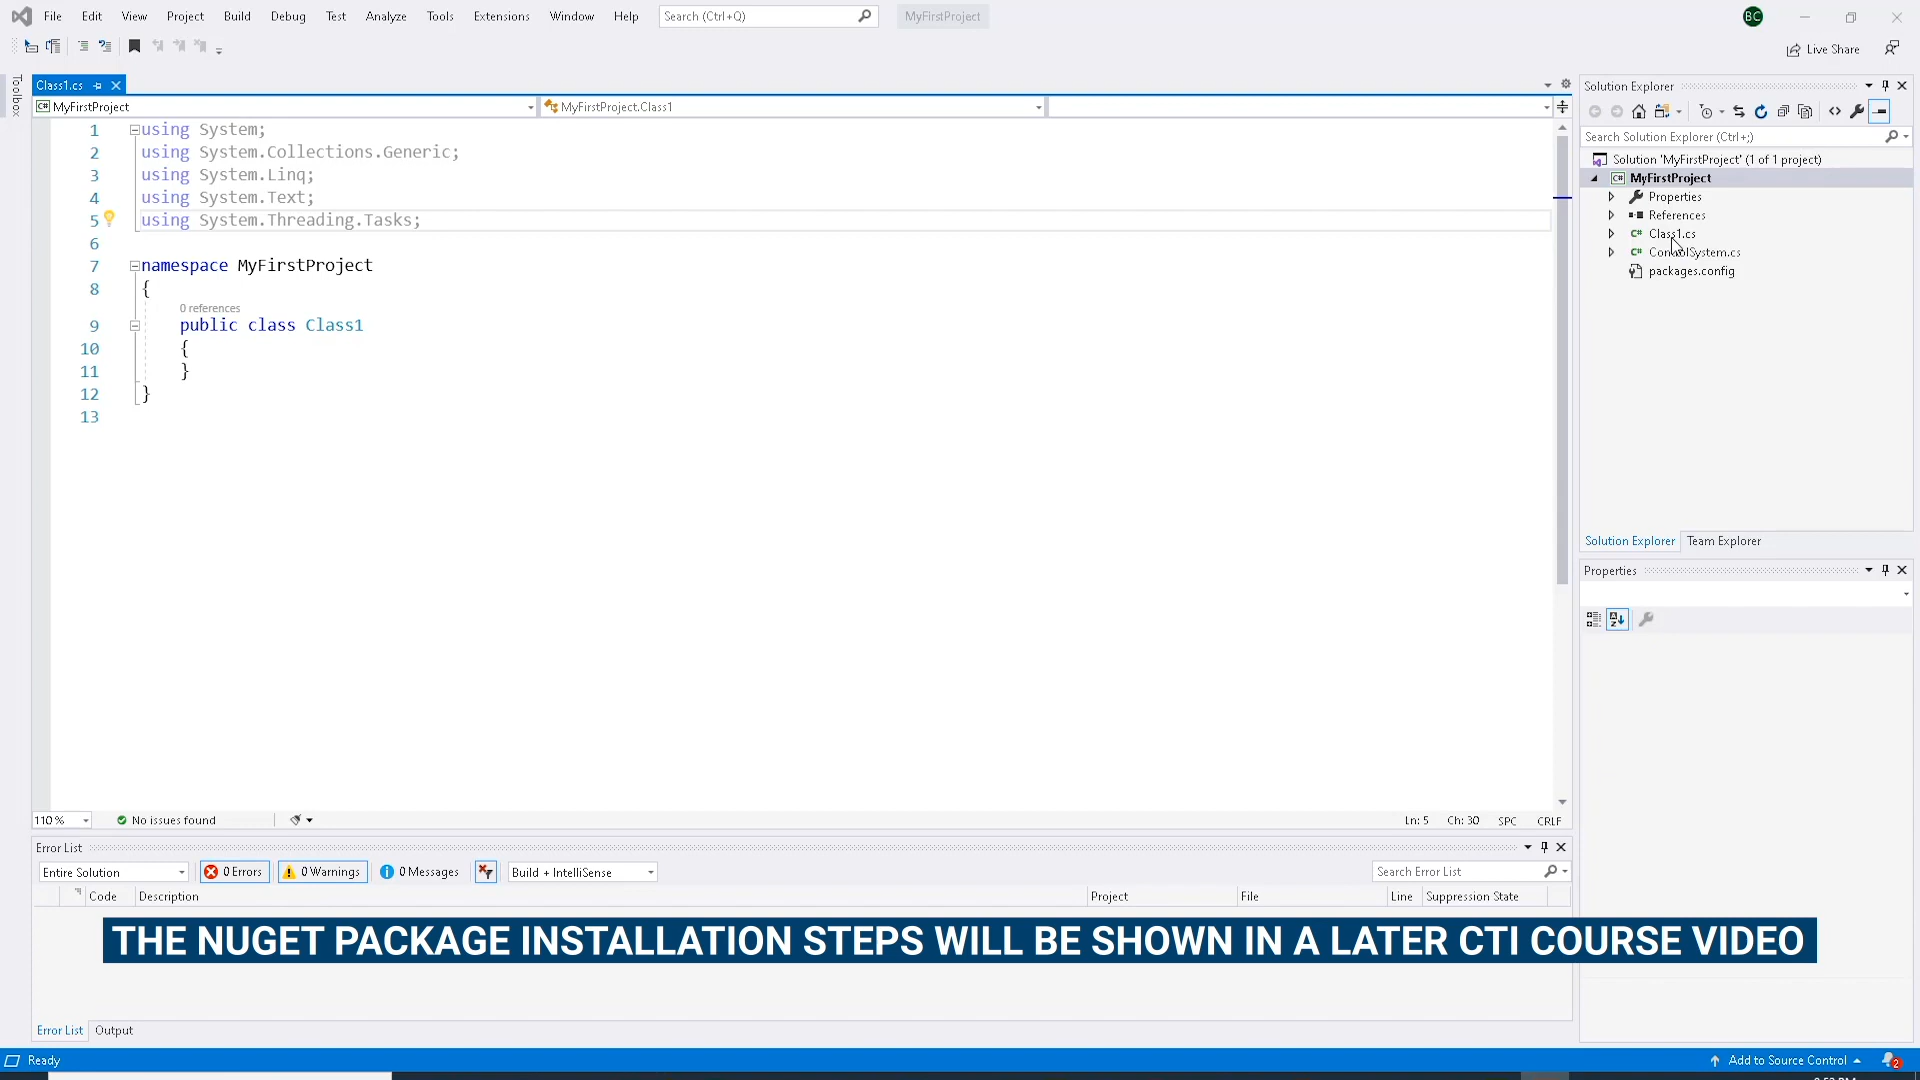 File Edit View Project Build Debug Test Analyze Tools Extensions Window Help Search (Ctrl+Q) MyFirstProject BC
Live Share
Toolbox
Class1.cs
MyFirstProject MyFirstProject.Class1
1 using System;
2 using System.Collections.Generic;
3 using System.Linq;
4 using System.Text;
5 using System.Threading.Tasks;
6
7 namespace MyFirstProject
8 {
0 references
9 public class Class1
10 {
11 }
12 }
13
110 % No issues found Ln: 5 Ch: 30 SPC CRLF
Solution Explorer
Search Solution Explorer (Ctrl+;)
Solution 'MyFirstProject' (1 of 1 project)
C# MyFirstProject
Properties
References
C# Class1.cs
C# ControlSystem.cs
packages.config
Solution Explorer Team Explorer
Properties
Error List
Entire Solution 0 Errors 0 Warnings 0 Messages Build + IntelliSense Search Error List
Code Description Project File Line Suppression State
THE NUGET PACKAGE INSTALLATION STEPS WILL BE SHOWN IN A LATER CTI COURSE VIDEO
Error List Output
Ready Add to Source Control 2